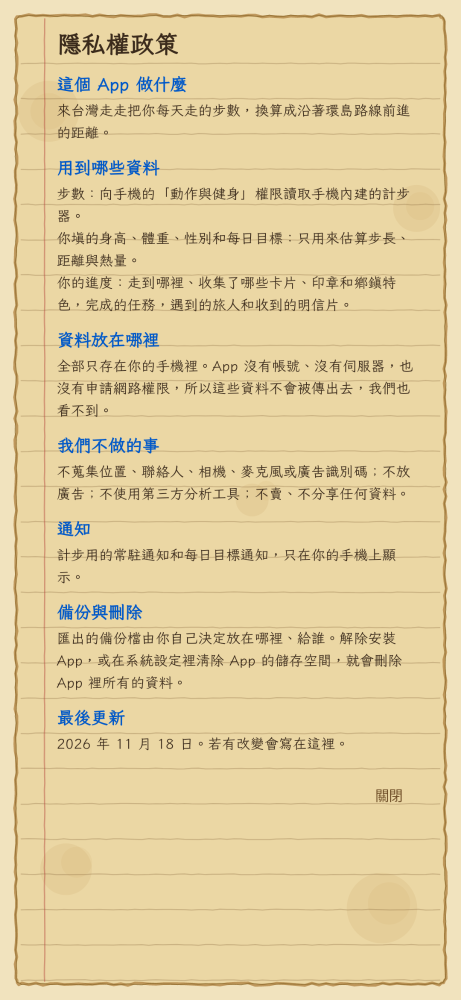 隱私權政策
這個 App 做什麼
來台灣走走把你每天走的步數，換算成沿著環島路線前進
的距離。
用到哪些資料
步數：向手機的「動作與健身」權限讀取手機內建的計步
器。
你填的身高、體重、性別和每日目標：只用來估算步長、
距離與熱量。
你的進度：走到哪裡、收集了哪些卡片、印章和鄉鎮特
色，完成的任務，遇到的旅人和收到的明信片。
資料放在哪裡
全部只存在你的手機裡。App 沒有帳號、沒有伺服器，也
沒有申請網路權限，所以這些資料不會被傳出去，我們也
看不到。
我們不做的事
不蒐集位置、聯絡人、相機、麥克風或廣告識別碼；不放
廣告；不使用第三方分析工具；不賣、不分享任何資料。
通知
計步用的常駐通知和每日目標通知，只在你的手機上顯
示。
備份與刪除
匯出的備份檔由你自己決定放在哪裡、給誰。解除安裝
App，或在系統設定裡清除 App 的儲存空間，就會刪除
App 裡所有的資料。
最後更新
2026 年 11 月 18 日。若有改變會寫在這裡。
關閉